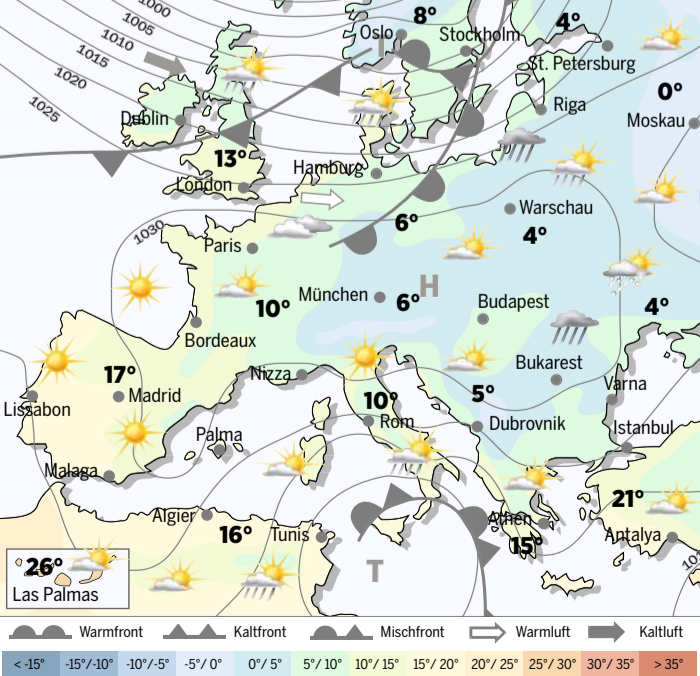 1000
1005
1010
1015
1020
1025
1030
8°
Oslo
T
Stockholm
4°
St. Petersburg
0°
Moskau
Riga
Dublin
13°
London
Hamburg
Warschau
4°
6°
Paris
10°
München
6°
H
Budapest
4°
Bordeaux
Nizza
Bukarest
Varna
17°
Madrid
Lissabon
10°
Rom
5°
Dubrovnik
Istanbul
Palma
Malaga
Algier
16°
Tunis
T
Athen
15°
21°
Antalya
26°
Las Palmas
Warmfront
Kaltfront
Mischfront
Warmluft
Kaltluft
< -15°
-15°/-10°
-10°/-5°
-5°/ 0°
0°/ 5°
5°/ 10°
10°/ 15°
15°/ 20°
20°/ 25°
25°/ 30°
30°/ 35°
> 35°